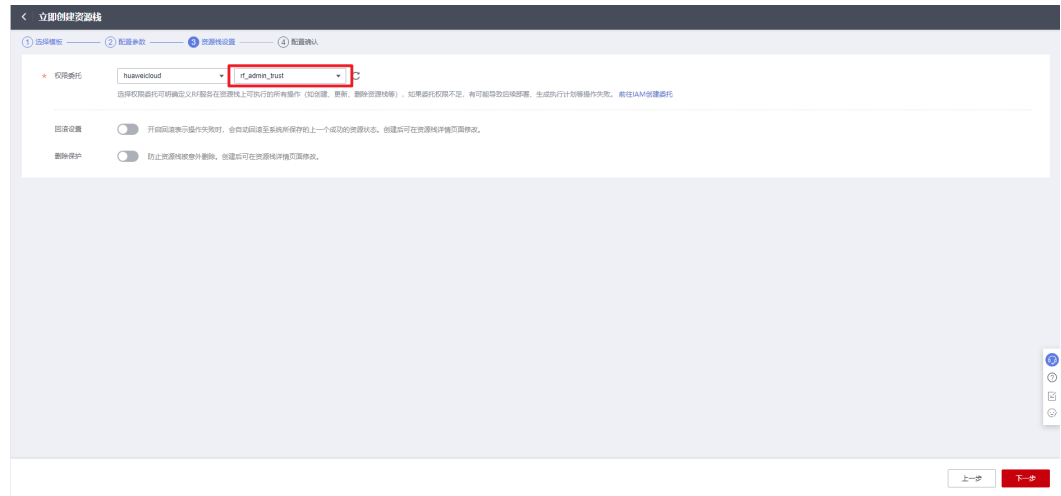 立即创建资源栈
1 选择模板 2 配置参数 3 资源栈设置 4 配置确认
* 权限委托 huaweicloud rf_admin_trust
选择权限委托可明确定义RF服务在资源栈上可执行的所有操作（如创建、更新、删除资源栈等），如果委托权限不足，有可能导致后续部署、生成执行计划等操作失败。 前往IAM创建委托
回滚设置 开启回滚表示操作失败时，会自动回滚至系统所保存的上一个成功的资源状态。创建后可在资源栈详情页面修改。
删除保护 防止资源栈被意外删除。创建后可在资源栈详情页面修改。
上一步 下一步